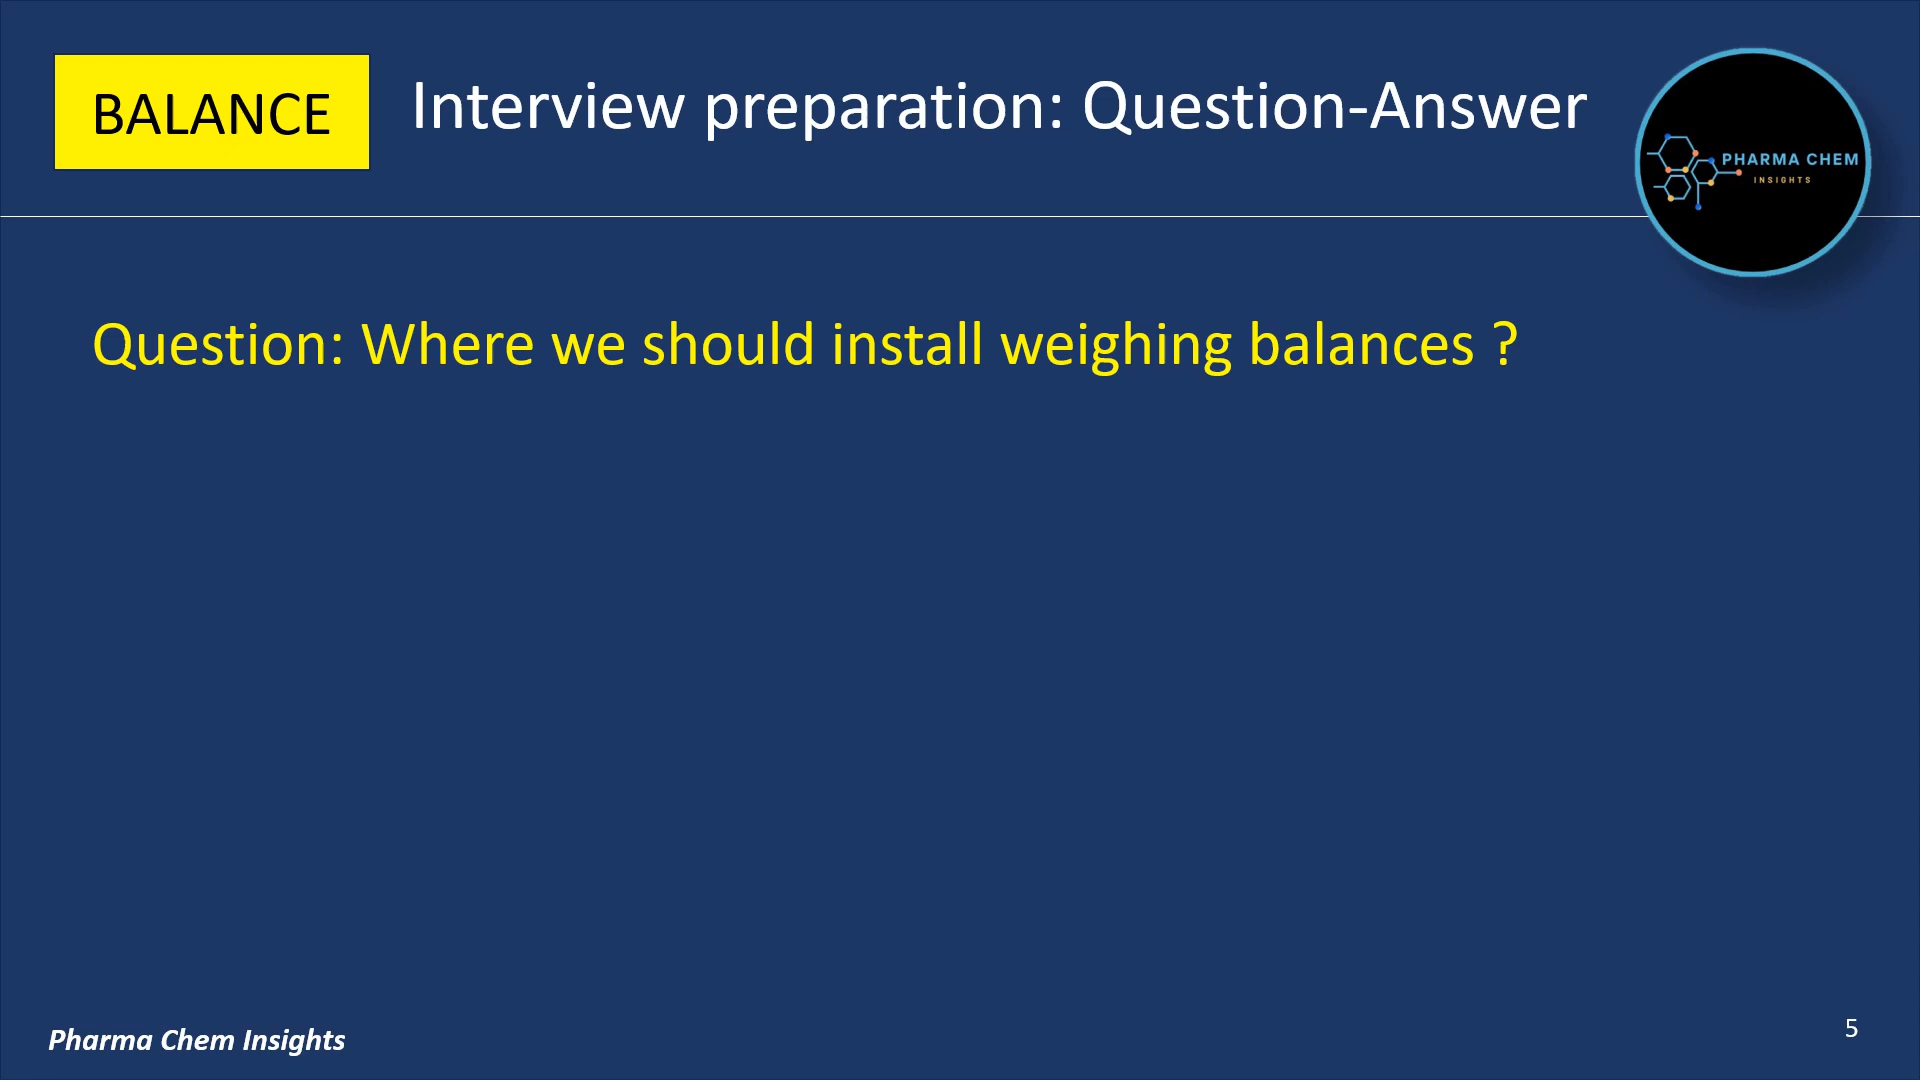 BALANCE
Interview preparation: Question-Answer
PHARMA CHEM
INSIGHTS
Question: Where we should install weighing balances ?
Pharma Chem Insights
5